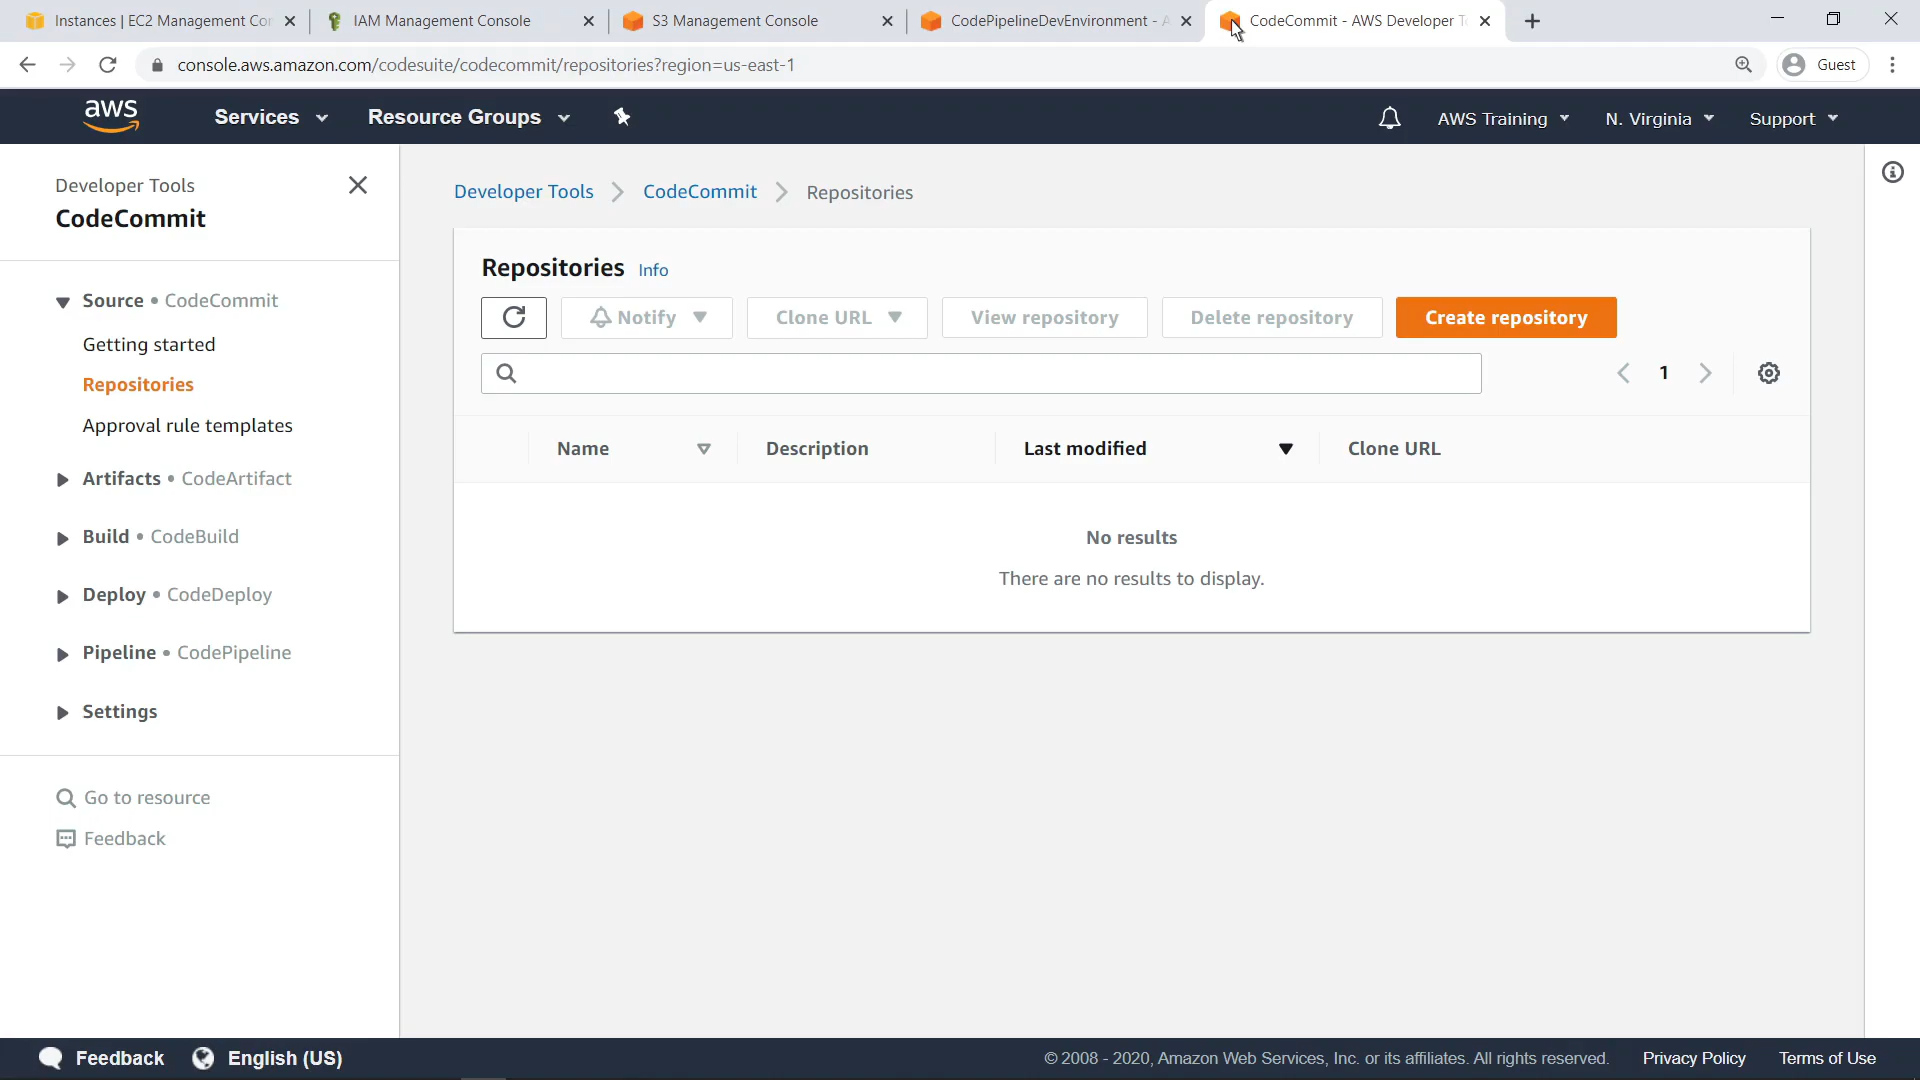 Instances | EC2 Management Con
IAM Management Console
S3 Management Console
CodePipelineDevEnvironment - A
CodeCommit - AWS Developer To
console.aws.amazon.com/codesuite/codecommit/repositories?region=us-east-1
Guest
aws
Services
Resource Groups
AWS Training
N. Virginia
Support
Developer Tools
CodeCommit
Source • CodeCommit
Getting started
Repositories
Approval rule templates
Artifacts • CodeArtifact
Build • CodeBuild
Deploy • CodeDeploy
Pipeline • CodePipeline
Settings
Go to resource
Feedback
Developer Tools > CodeCommit > Repositories
Repositories Info
Notify
Clone URL
View repository
Delete repository
Create repository
1
Name
Description
Last modified
Clone URL
No results
There are no results to display.
Feedback
English (US)
© 2008 - 2020, Amazon Web Services, Inc. or its affiliates. All rights reserved.
Privacy Policy
Terms of Use